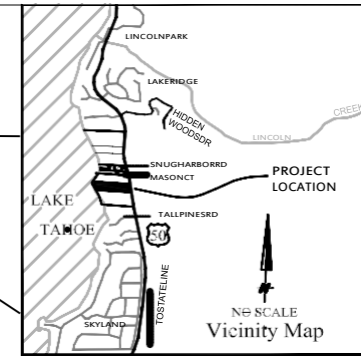 LINCOLNPARK
LAKERIDGE
CREEK
HIDDEN
WOODSDR
LINCOLN
SNUGHARBORRD
MASONCT
PROJECT
LOCATION
LAKE
TAHOE
TALLPINESRD
50
TOSTATELINE
SKYLAND
N
NO SCALE
Vicinity Map